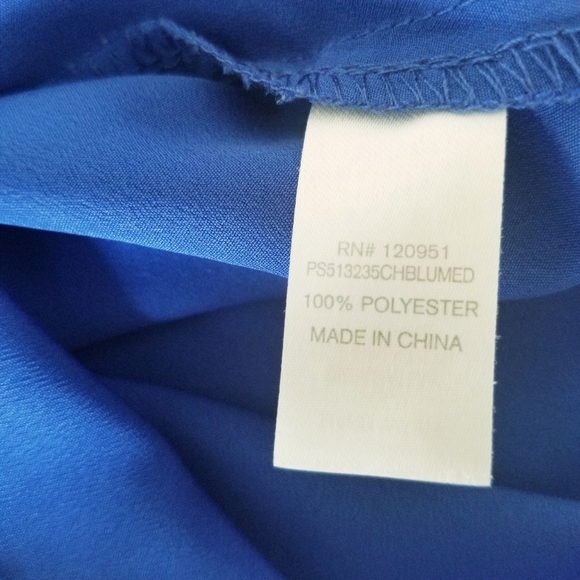 RN# 120951
PS513235CHBLUMED
100% POLYESTER
MADE IN CHINA